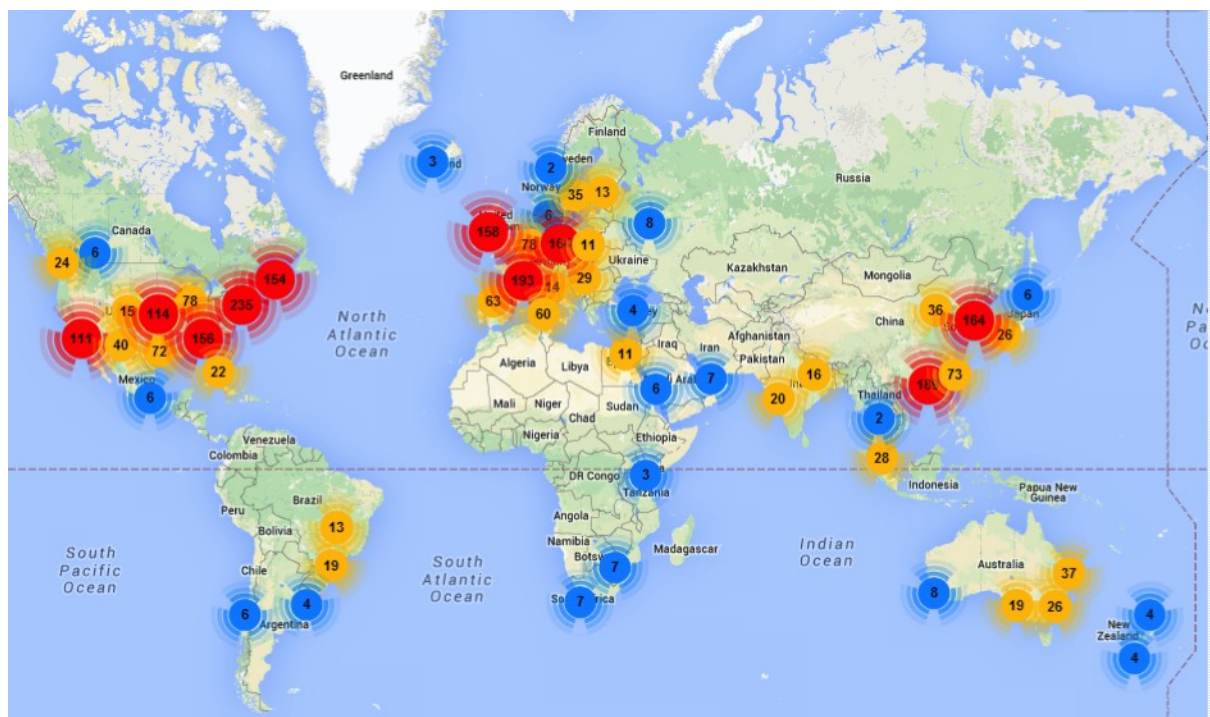 Greenland
Finland
3
2
veden
Russia
Norway
35
13
6
8
Canada
158
78
11
6
24
Ukraine
Kazakhstan
Mongolia
154
193
14
29
78
235
63
60
4
36
6
15
114
North
Atlantic
Ocean
China
164
Japan
26
111
40
156
72
Afghanistan
Iraq
Iran
Pakistan
11
Algeria
Libya
22
Mexico
6
7
16
73
6
20
Mali
Niger
Sudan
Chad
Thailand
2
Nigeria
Ethiopia
Venezuela
Colombia
28
DR Congo
3
Tanzania
Indonesia
Papua New
Guinea
Brazil
Peru
13
Angola
Bolivia
Namibia
Madagascar
Indian
Ocean
South
Pacific
Ocean
Chile
19
South
Atlantic
Ocean
Botsw
7
Australia
37
8
7
6
4
Argentina
19
26
4
New
Zealand
4